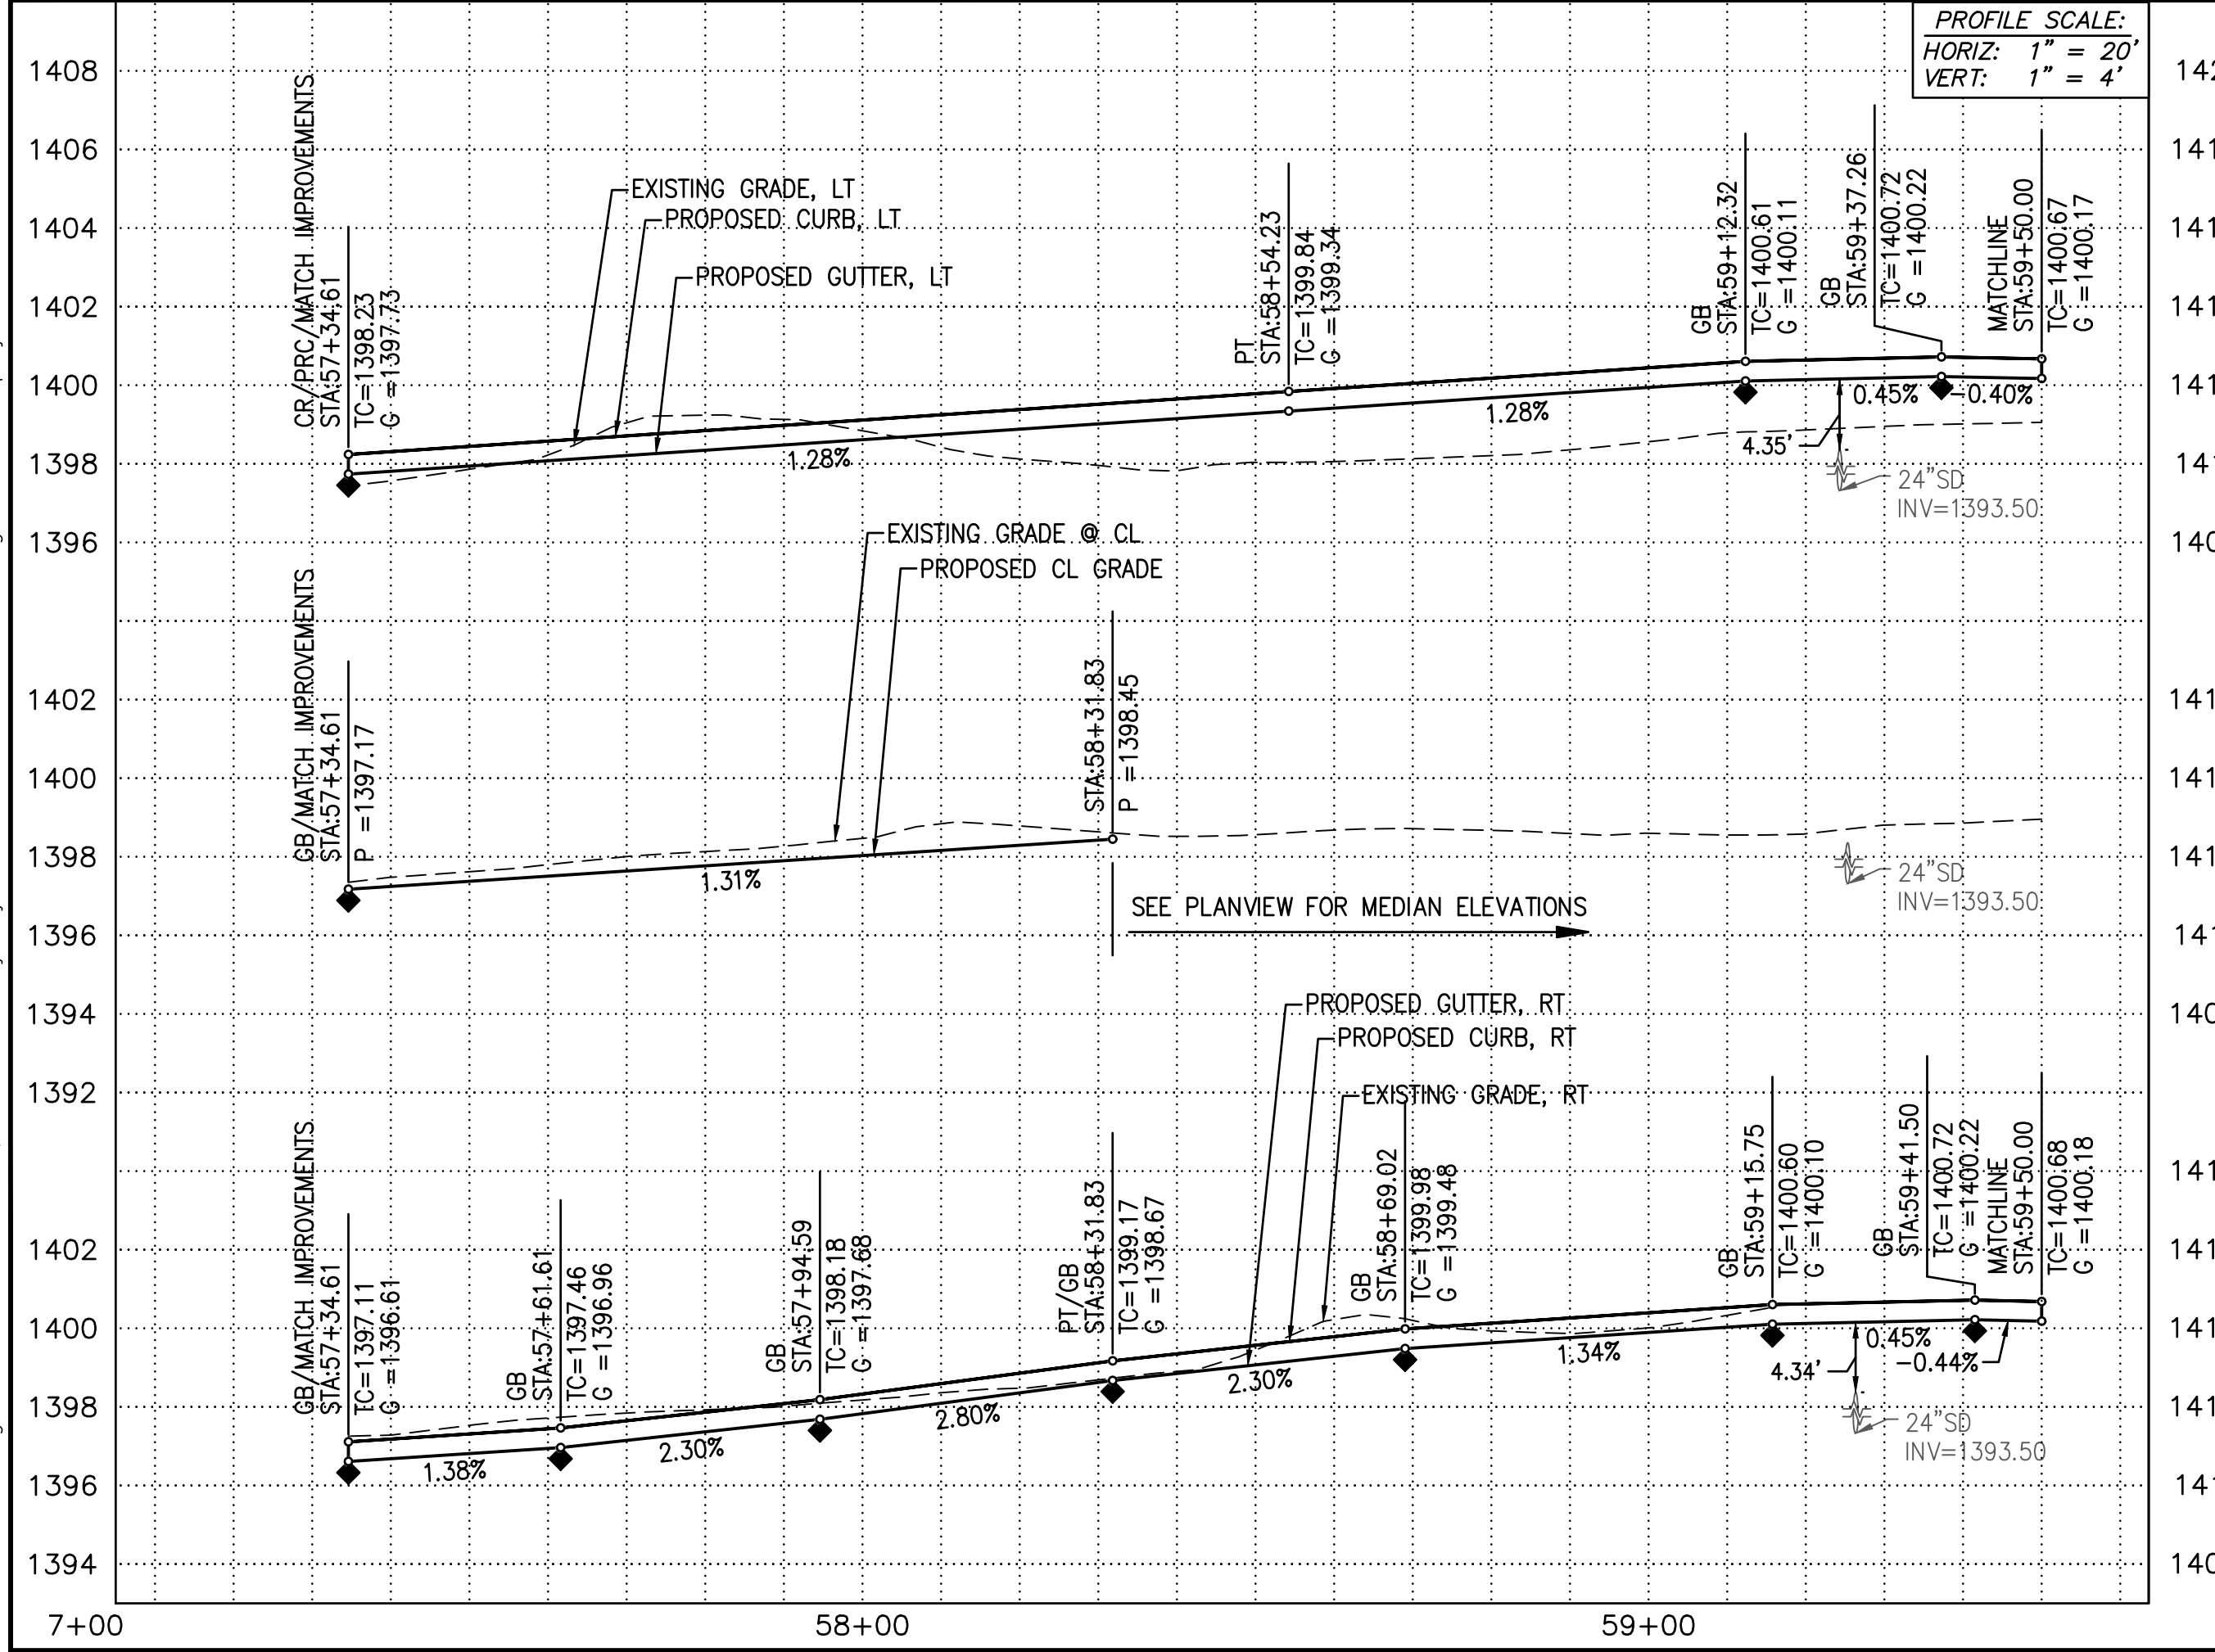 PROFILE SCALE:
HORIZ: 1" = 20'
VERT: 1" = 4'
1408
1406
1404
1402
1400
1398
1396
CR/PRC/MATCH IMPROVEMENTS
STA:57+34.61
TC=1398.23
G =1397.73
EXISTING GRADE, LT
PROPOSED CURB, LT
PROPOSED GUTTER, LT
PT
STA:58+54.23
TC=1399.84
G =1399.34
GB
STA:59+12.32
TC=1400.61
G =1400.11
GB
STA:59+37.26
TC=1400.72
G =1400.22
MATCHLINE
STA:59+50.00
TC=1400.67
G =1400.17
1.28%
1.28%
0.45%
-0.40%
4.35'
24"SD
INV=1393.50
1402
1400
1398
1396
1394
1392
GB/MATCH IMPROVEMENTS
STA:57+34.61
P =1397.17
EXISTING GRADE @ CL
PROPOSED CL GRADE
STA:58+31.83
P =1398.45
1.31%
SEE PLANVIEW FOR MEDIAN ELEVATIONS
24"SD
INV=1393.50
1402
1400
1398
1396
1394
PROPOSED GUTTER, RT
PROPOSED CURB, RT
EXISTING GRADE, RT
GB/MATCH IMPROVEMENTS
STA:57+34.61
TC=1397.11
G =1396.61
GB
STA:57+61.61
TC=1397.46
G =1396.96
GB
STA:57+94.59
TC=1398.18
G =1397.68
PT/GB
STA:58+31.83
TC=1399.17
G =1398.67
GB
STA:58+69.02
TC=1399.98
G =1399.48
GB
STA:59+15.75
TC=1400.60
G =1400.10
GB
STA:59+41.50
TC=1400.72
G =1400.22
MATCHLINE
STA:59+50.00
TC=1400.68
G =1400.18
1.38%
2.30%
2.80%
2.30%
1.34%
0.45%
-0.44%
4.34'
24"SD
INV=1393.50
7+00
58+00
59+00